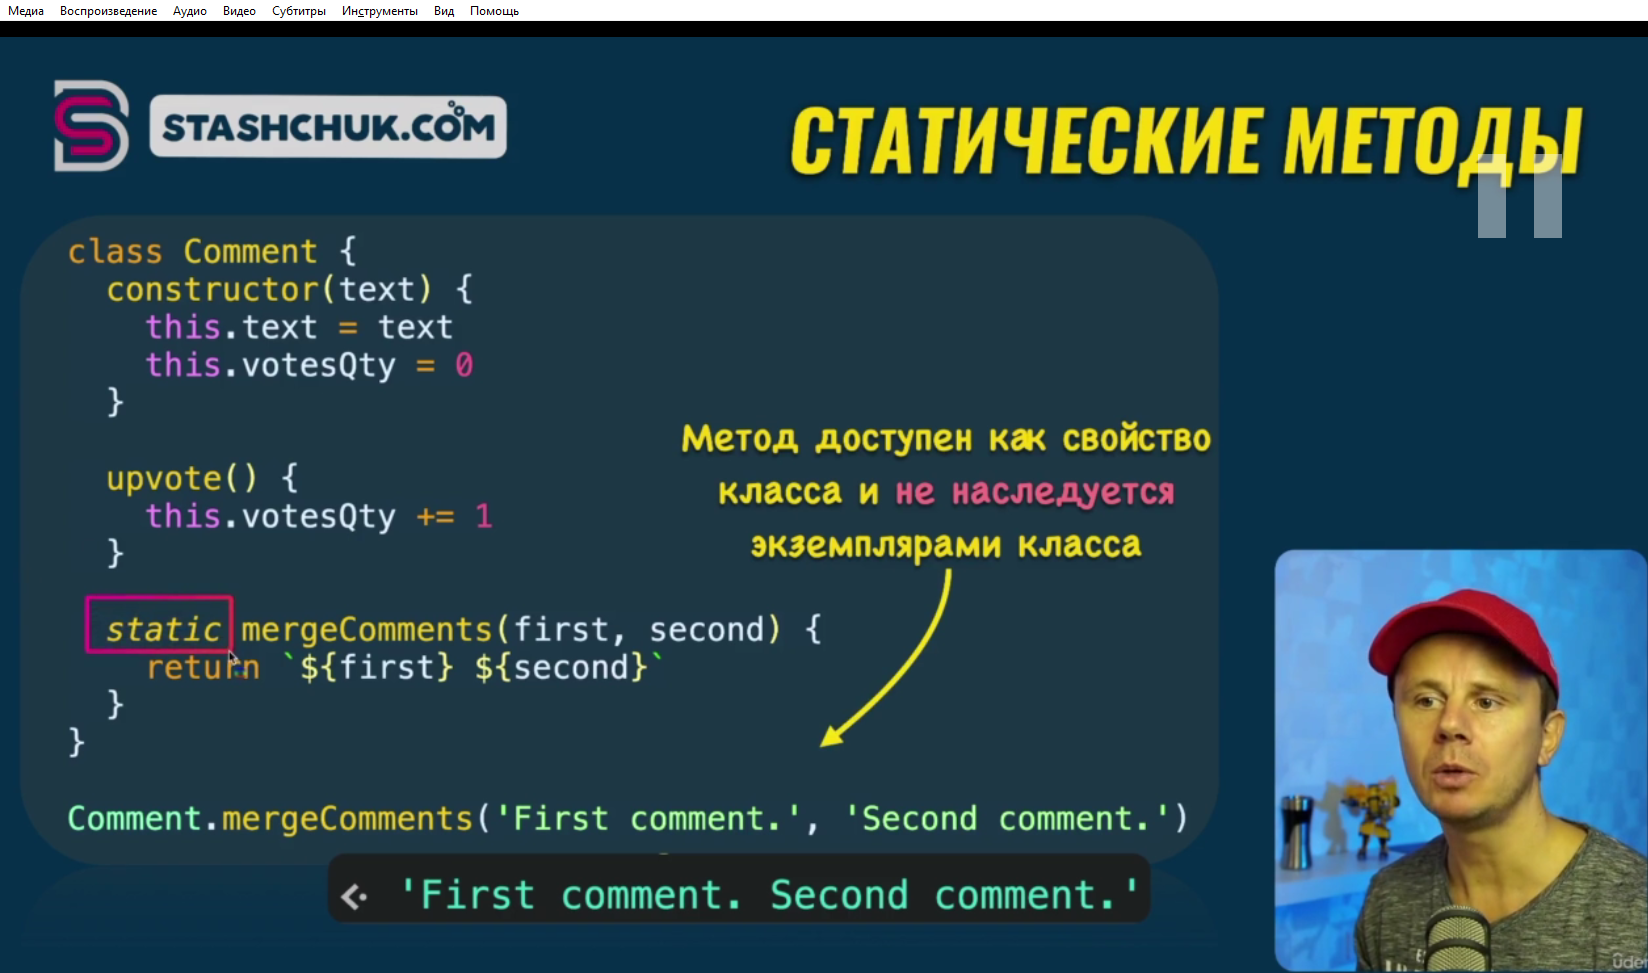 Медиа Воспроизведение Аудио Видео Субтитры Инструменты Вид Помощь
STASHCHUK.COM
СТАТИЧЕСКИЕ МЕТОДЫ
class Comment {
constructor(text) {
this.text = text
this.votesQty = 0
}
upvote() {
this.votesQty += 1
}
static mergeComments(first, second) {
return `${first} ${second}`
}
}
Метод доступен как свойство
класса и не наследуется
экземплярами класса
Comment.mergeComments('First comment.', 'Second comment.')
'First comment. Second comment.'